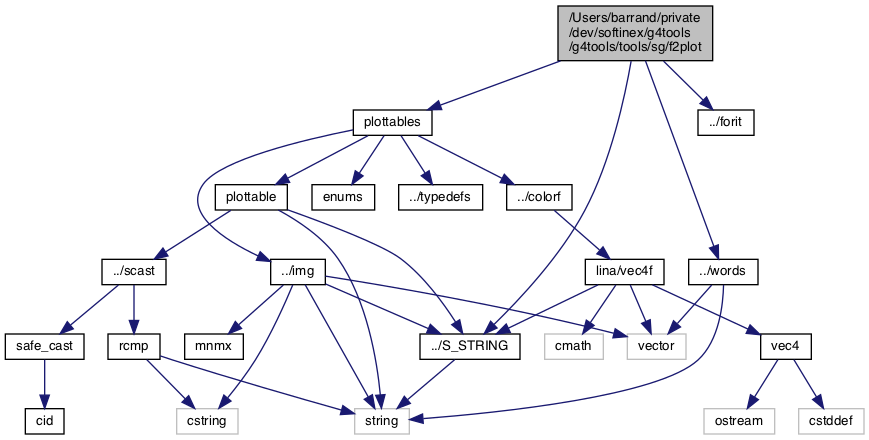 /Users/barrand/private
/dev/softinex/g4tools
/g4tools/tools/sg/f2plot
plottables
../forit
plottable
enums
../typedefs
../colorf
../scast
../img
lina/vec4f
../words
safe_cast
rcmp
mnmx
../S_STRING
cmath
vector
vec4
cid
cstring
string
ostream
cstddef